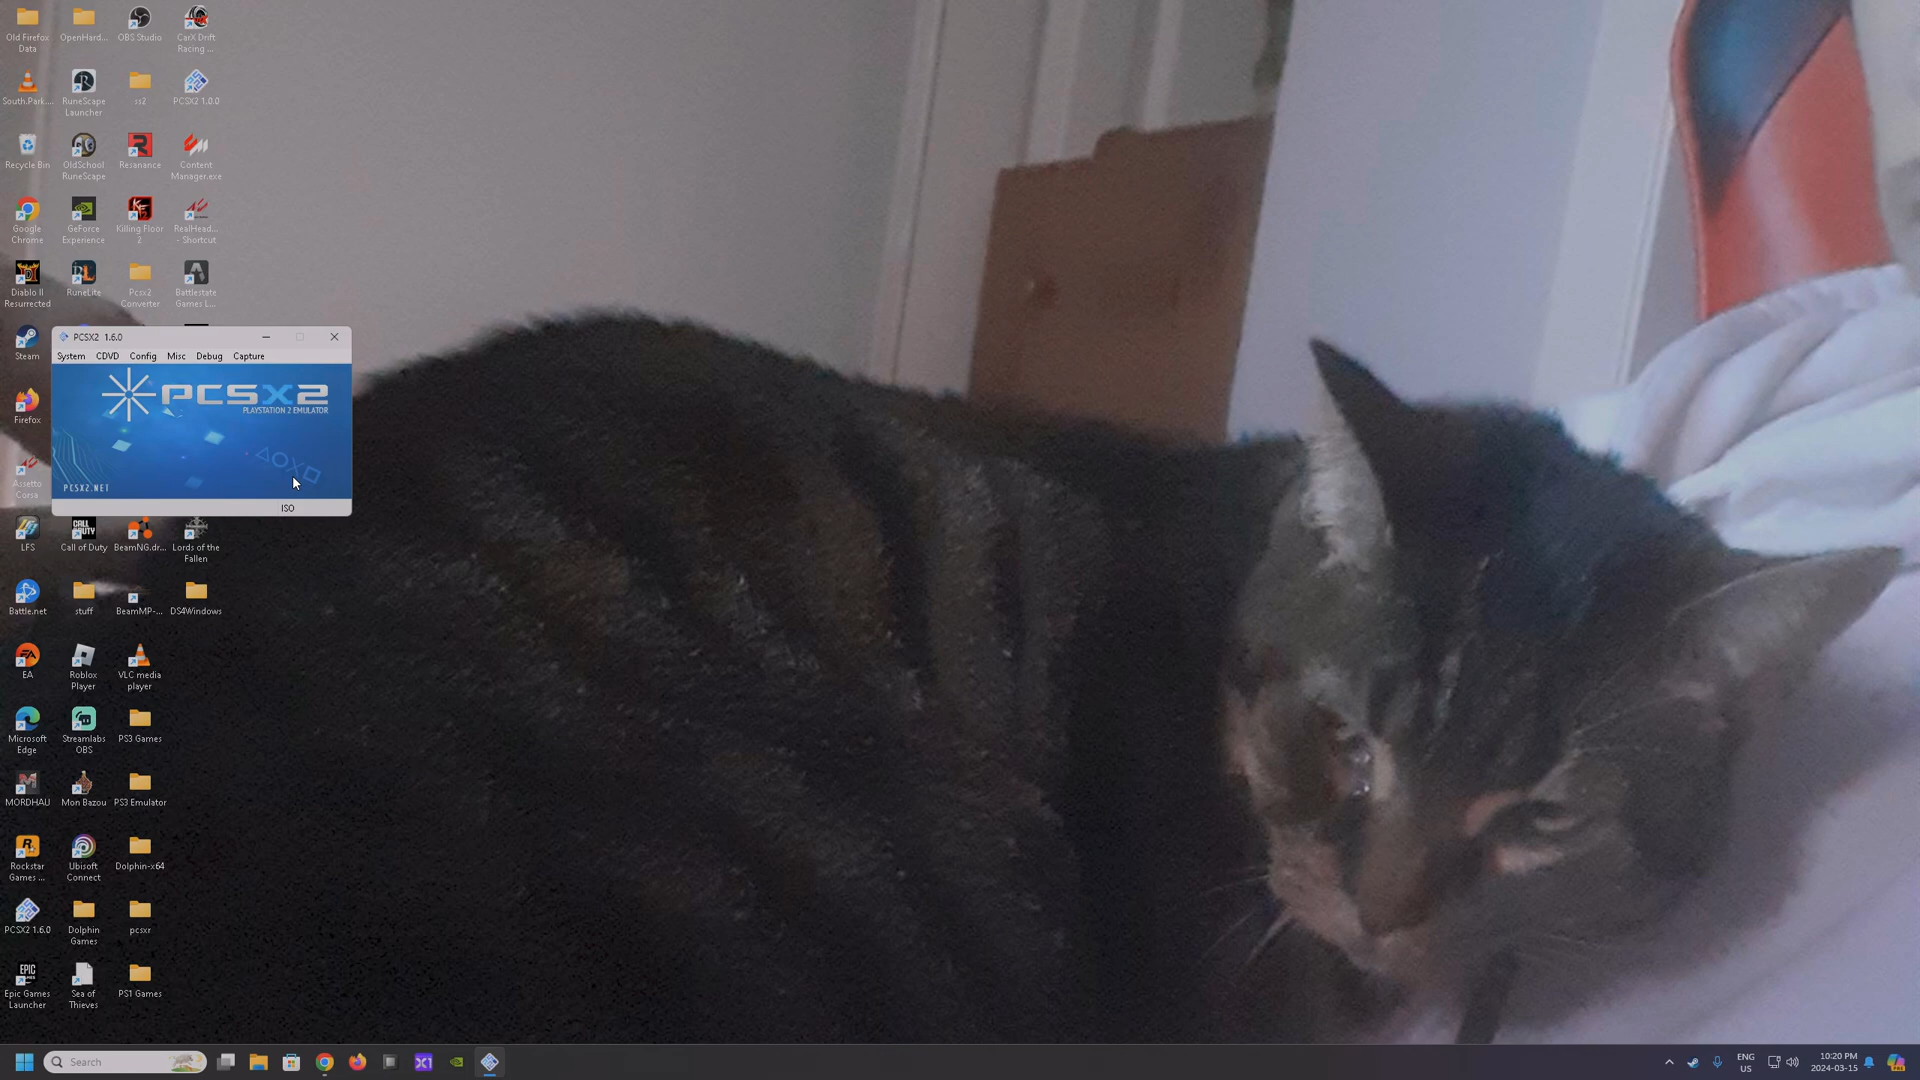 Old Firefox
Data
OpenHard...
OBS Studio
CarX Drift
Racing ...
South.Park....
RuneScape
Launcher
ss2
PCSX2 1.0.0
Recycle Bin
OldSchool
RuneScape
Resonance
Content
Manager.exe
Google
Chrome
GeForce
Experience
Killing Floor
2
RealHead...
- Shortcut
Diablo II
Resurrected
RuneLite
Pcsx2
Converter
Battlestate
Games L...
Steam
PCSX2 1.6.0
System CDVD Config Misc Debug Capture
PCSX2
PLAYSTATION 2 EMULATOR
PCSX2.NET
ISO
Firefox
Assetto
Corsa
LFS
CALL OF DUTY
Call of Duty
BeamNG.dr...
Lords of the
Fallen
Battle.net
stuff
BeamMP-...
DS4Windows
EA
Roblox
Player
VLC media
player
Microsoft
Edge
Streamlabs
OBS
PS3 Games
MORDHAU
Mon Bazou
PS3 Emulator
Rockstar
Games ...
Ubisoft
Connect
Dolphin-x64
PCSX2 1.6.0
Dolphin
Games
pcsxr
EPIC
Epic Games
Launcher
Sea of
Thieves
PS1 Games
Search
ENG
US
10:20 PM
2024-03-15